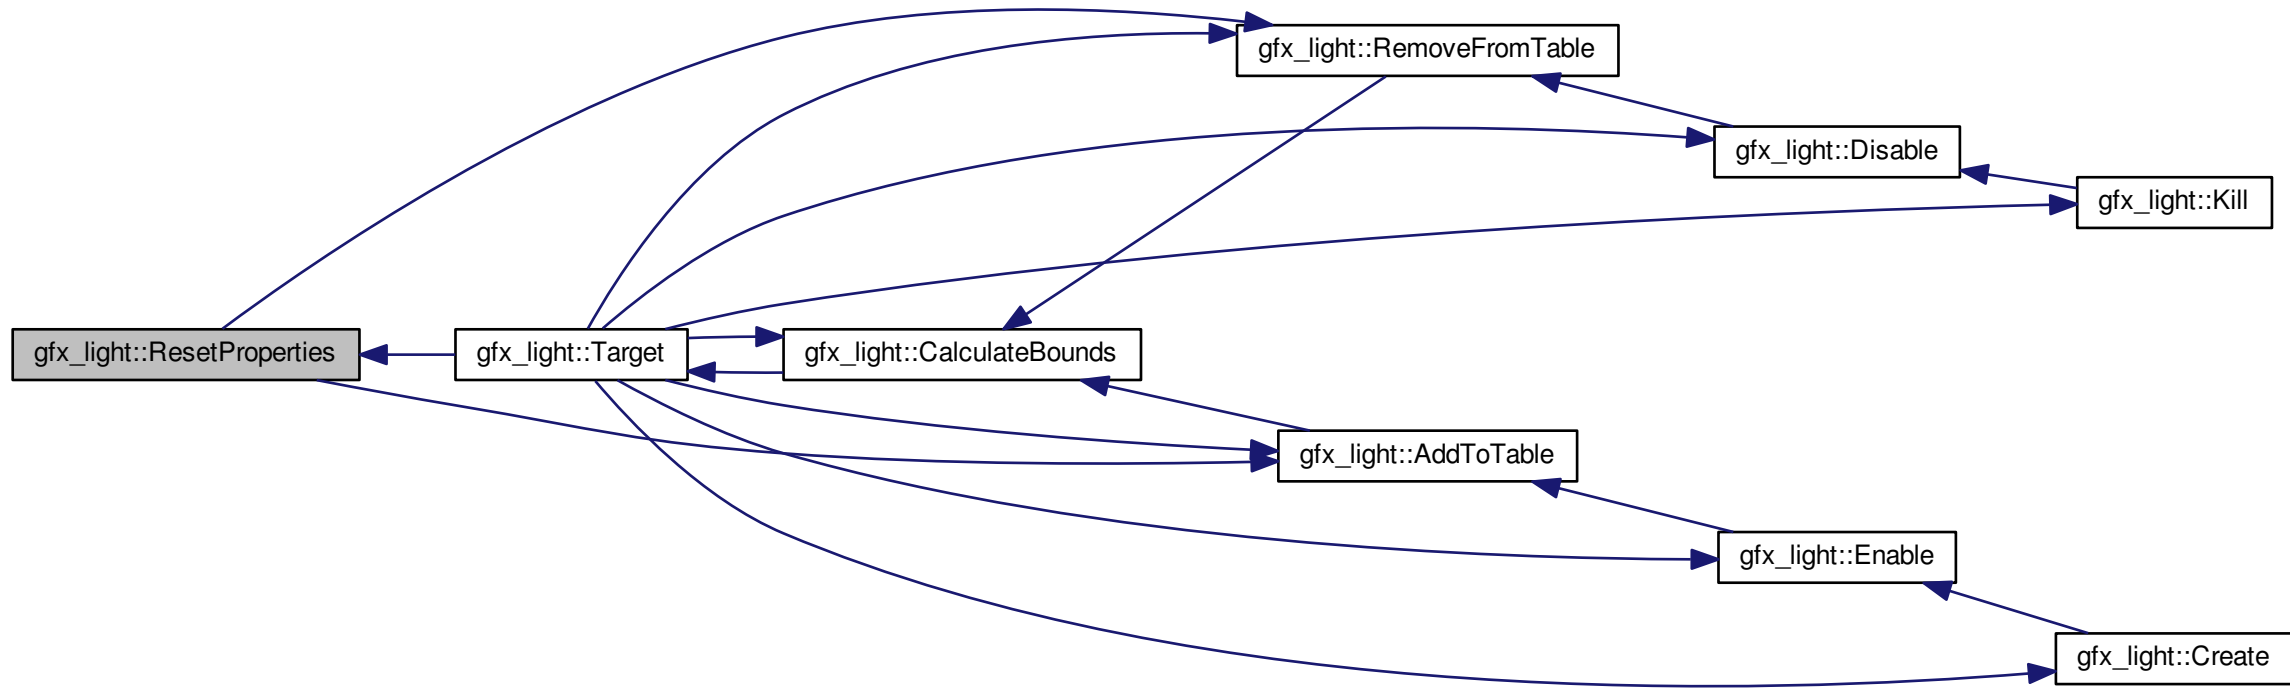 gfx_light::RemoveFromTable
gfx_light::Disable
gfx_light::Kill
gfx_light::ResetProperties
gfx_light::Target
gfx_light::CalculateBounds
gfx_light::AddToTable
gfx_light::Enable
gfx_light::Create